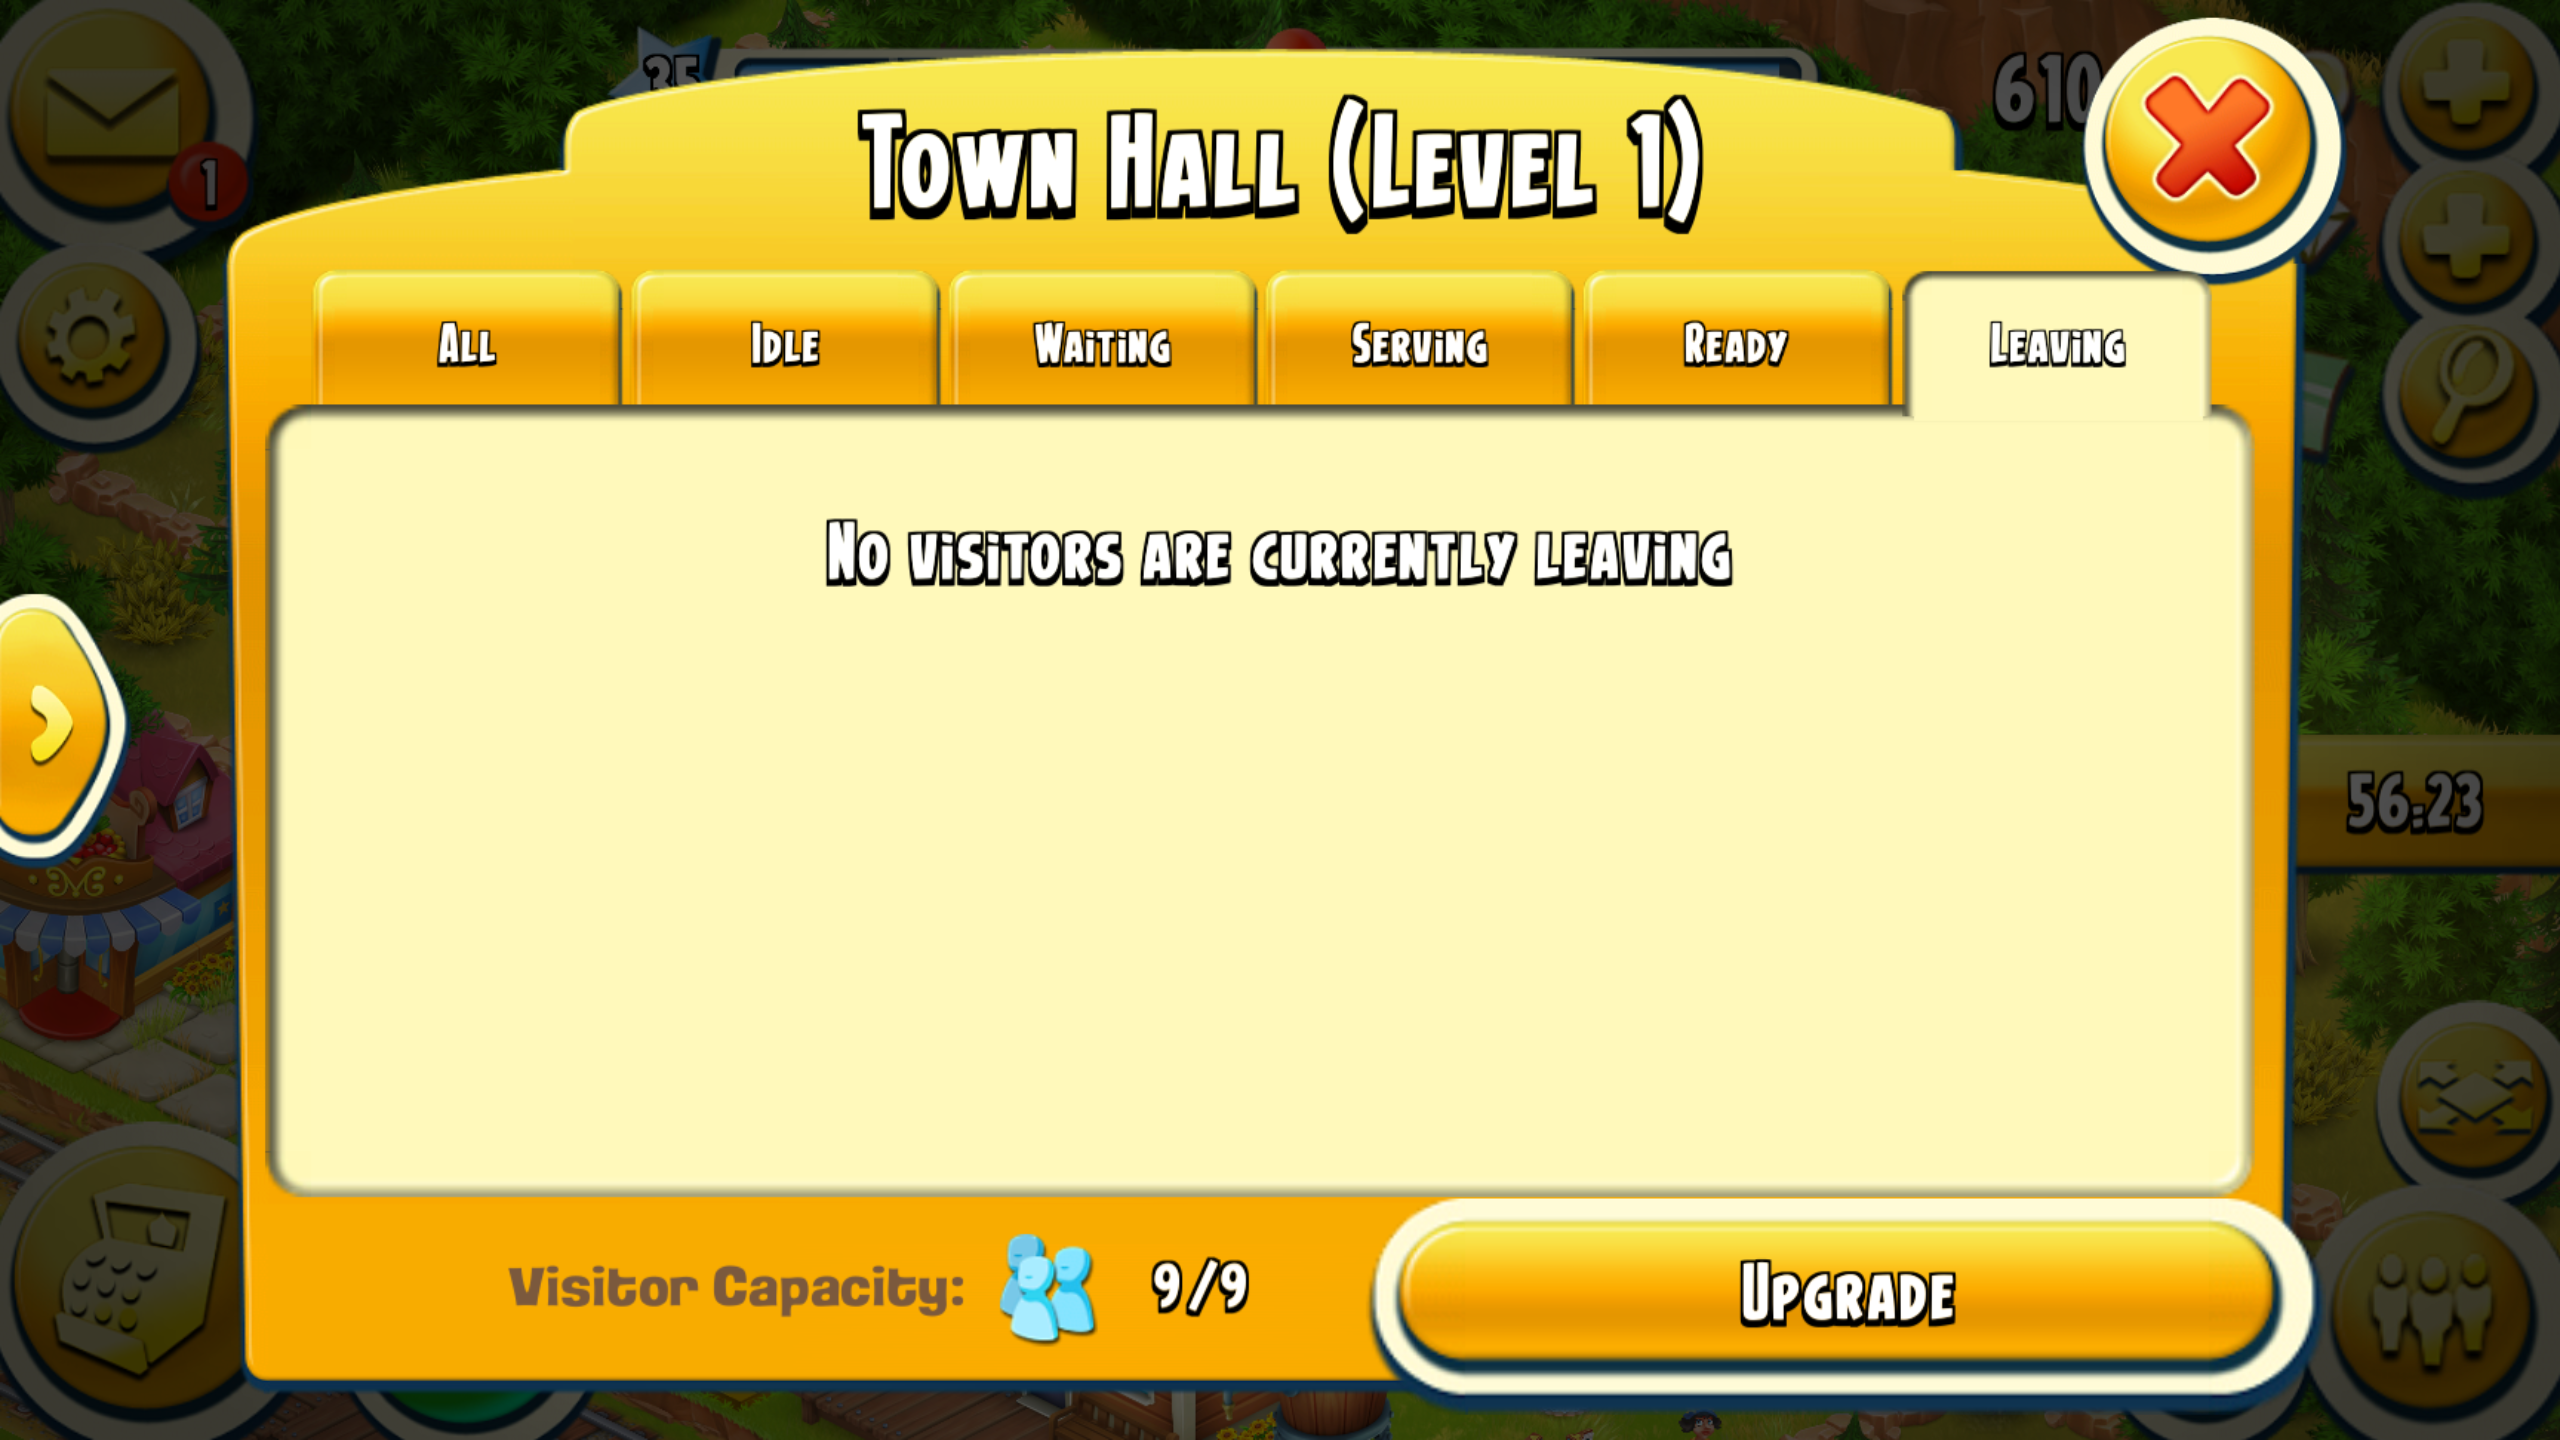 1
35
610
Town Hall (Level 1)
All
Idle
Waiting
Serving
Ready
Leaving
No visitors are currently leaving
56:23
Visitor Capacity:
9/9
Upgrade